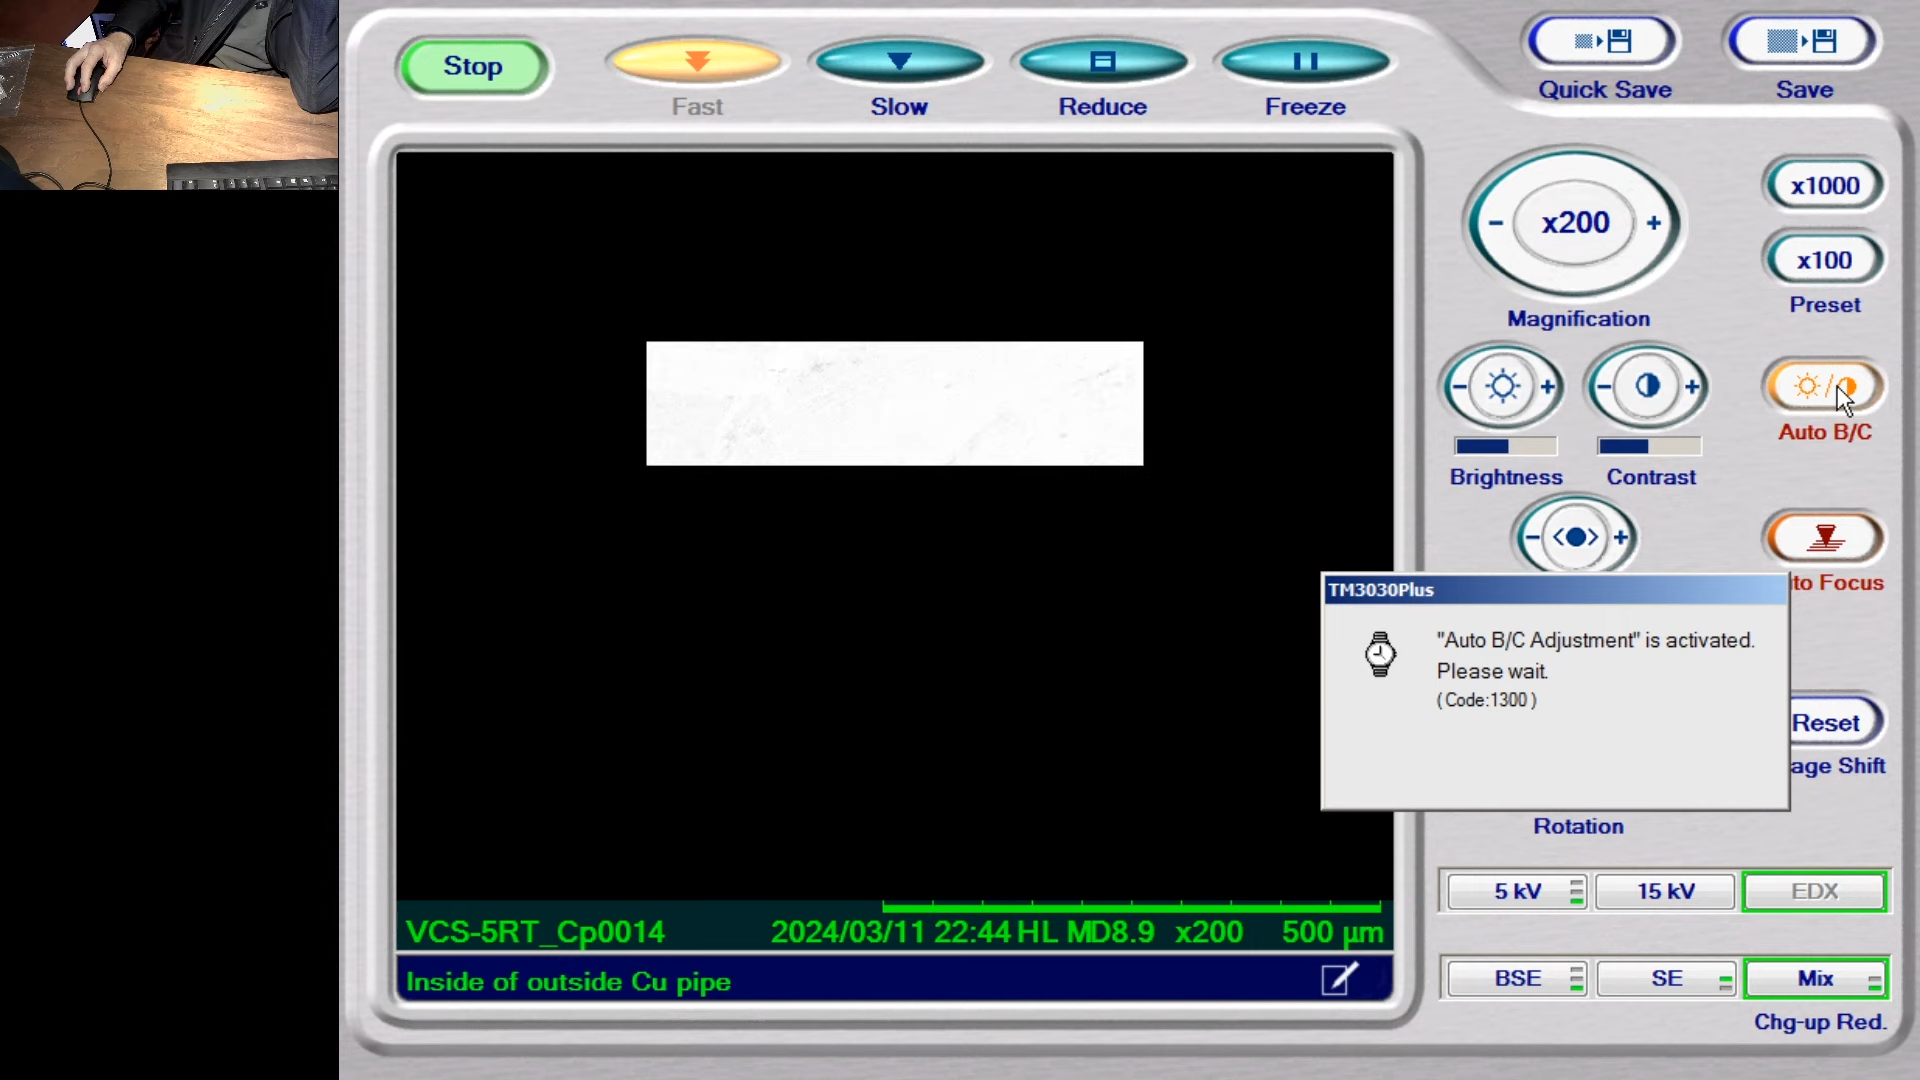 Stop
Fast
Slow
Reduce
Freeze
Quick Save
Save
x200
Magnification
x1000
x100
Preset
Brightness
Contrast
Auto B/C
to Focus
TM3030Plus
"Auto B/C Adjustment" is activated.
Please wait.
(Code:1300)
Reset
age Shift
Rotation
5 kV
15 kV
EDX
BSE
SE
Mix
Chg-up Red.
VCS-5RT_Cp0014 2024/03/11 22:44 HL MD8.9 x200 500 µm
Inside of outside Cu pipe